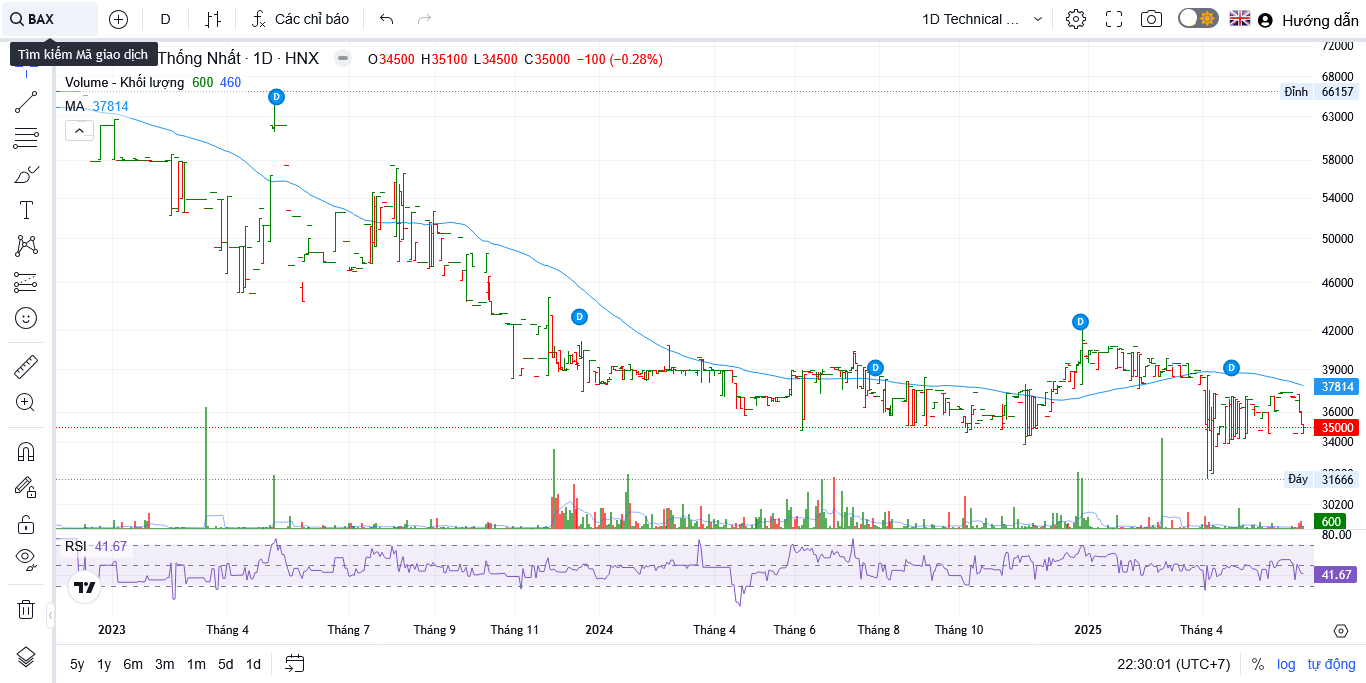 BAX
D
Các chỉ báo
1D Technical ...
Hướng dẫn
Tìm kiếm Mã giao dịch
Thống Nhất · 1D · HNX
O34500 H35100 L34500 C35000 −100 (−0.28%)
Volume - Khối lượng 600 460
MA 37814
D
D
D
D
D
72000
68000
Đỉnh 66157
63000
58000
54000
50000
46000
42000
39000
37814
36000
35000
34000
Đáy 31666
30200
600
80.00
RSI 41.67
41.67
2023
Tháng 4
Tháng 7
Tháng 9
Tháng 11
2024
Tháng 4
Tháng 6
Tháng 8
Tháng 10
2025
Tháng 4
5y 1y 6m 3m 1m 5d 1d
22:30:01 (UTC+7)
% log tự động